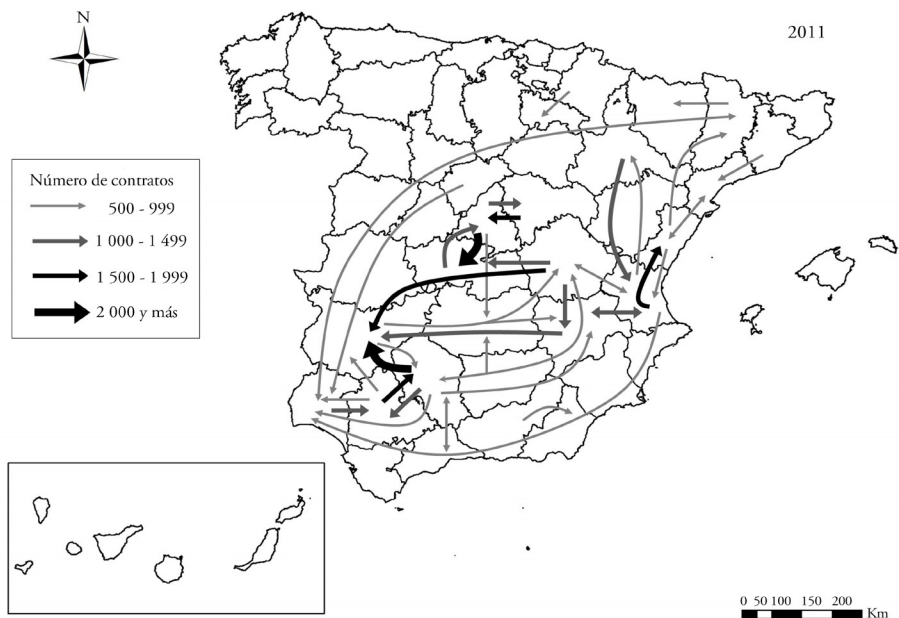 N
2011
Número de contratos
500 - 999
1 000 - 1 499
1 500 - 1 999
2 000 y más
0 50 100 150 200
Km